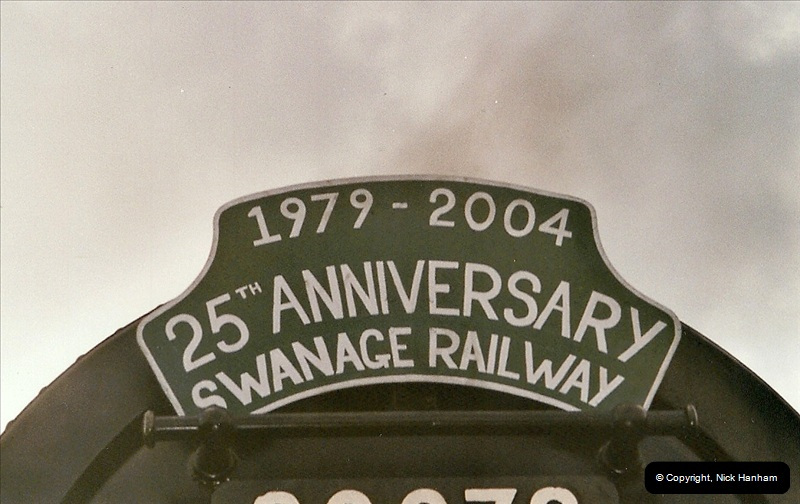 1979 - 2004
25TH ANNIVERSARY
SWANAGE RAILWAY
© Copyright, Nick Hanham